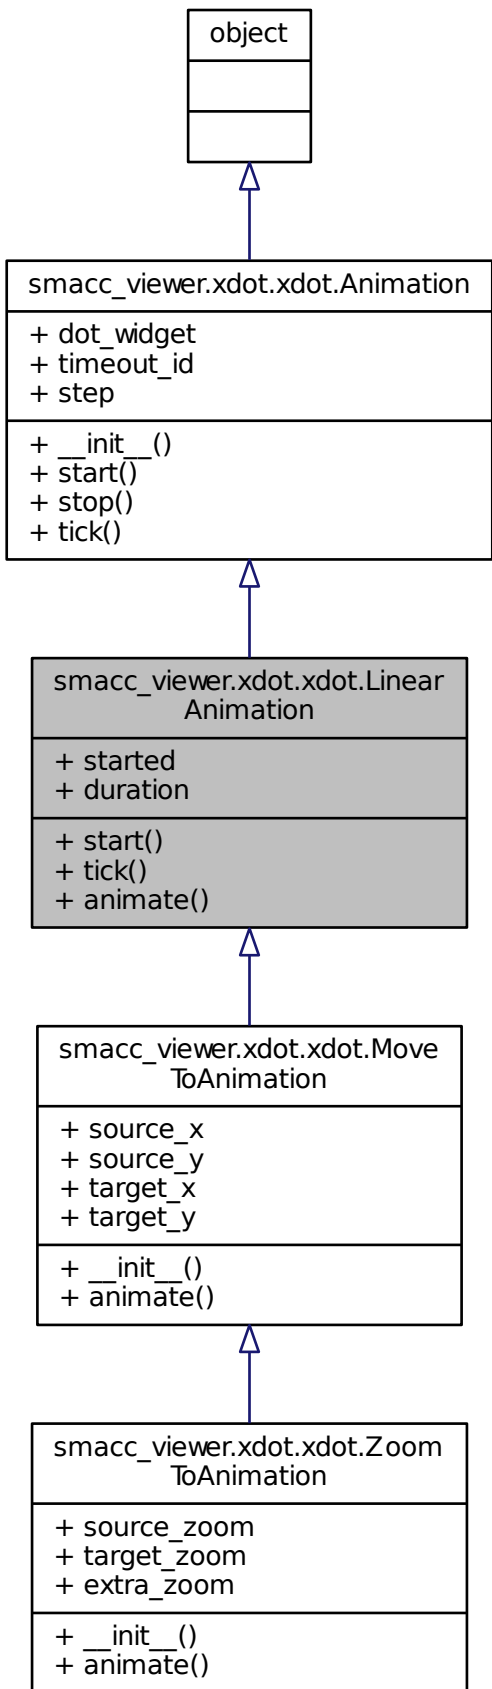 object
smacc_viewer.xdot.xdot.Animation
+ dot_widget
+ timeout_id
+ step
+ __init__()
+ start()
+ stop()
+ tick()
smacc_viewer.xdot.xdot.Linear
Animation
+ started
+ duration
+ start()
+ tick()
+ animate()
smacc_viewer.xdot.xdot.Move
ToAnimation
+ source_x
+ source_y
+ target_x
+ target_y
+ __init__()
+ animate()
smacc_viewer.xdot.xdot.Zoom
ToAnimation
+ source_zoom
+ target_zoom
+ extra_zoom
+ __init__()
+ animate()